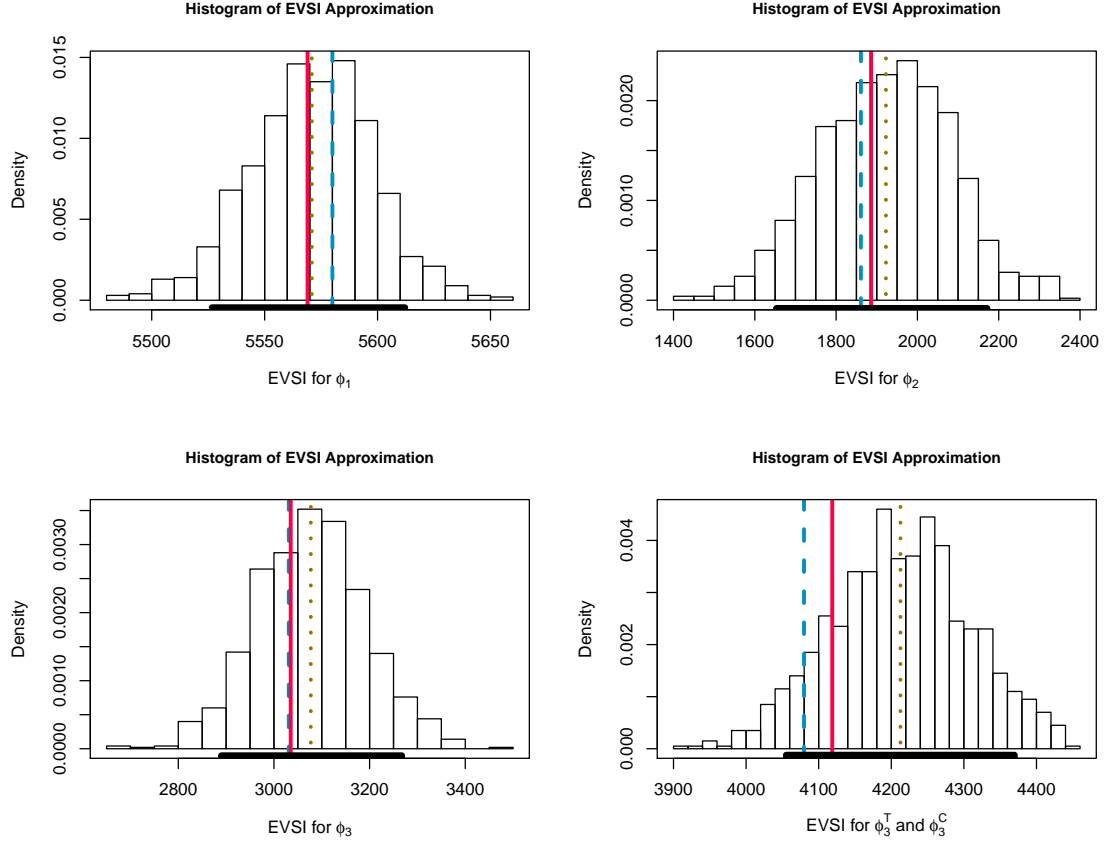 Histogram of EVSI Approximation
Density
0.000 0.005 0.010 0.015
5500 5550 5600 5650
EVSI for ϕ1
Histogram of EVSI Approximation
Density
0.0000 0.0010 0.0020
1400 1600 1800 2000 2200 2400
EVSI for ϕ2
Histogram of EVSI Approximation
Density
0.0000 0.0010 0.0020 0.0030
2800 3000 3200 3400
EVSI for ϕ3
Histogram of EVSI Approximation
Density
0.000 0.002 0.004
3900 4000 4100 4200 4300 4400
EVSI for ϕ3T and ϕ3C